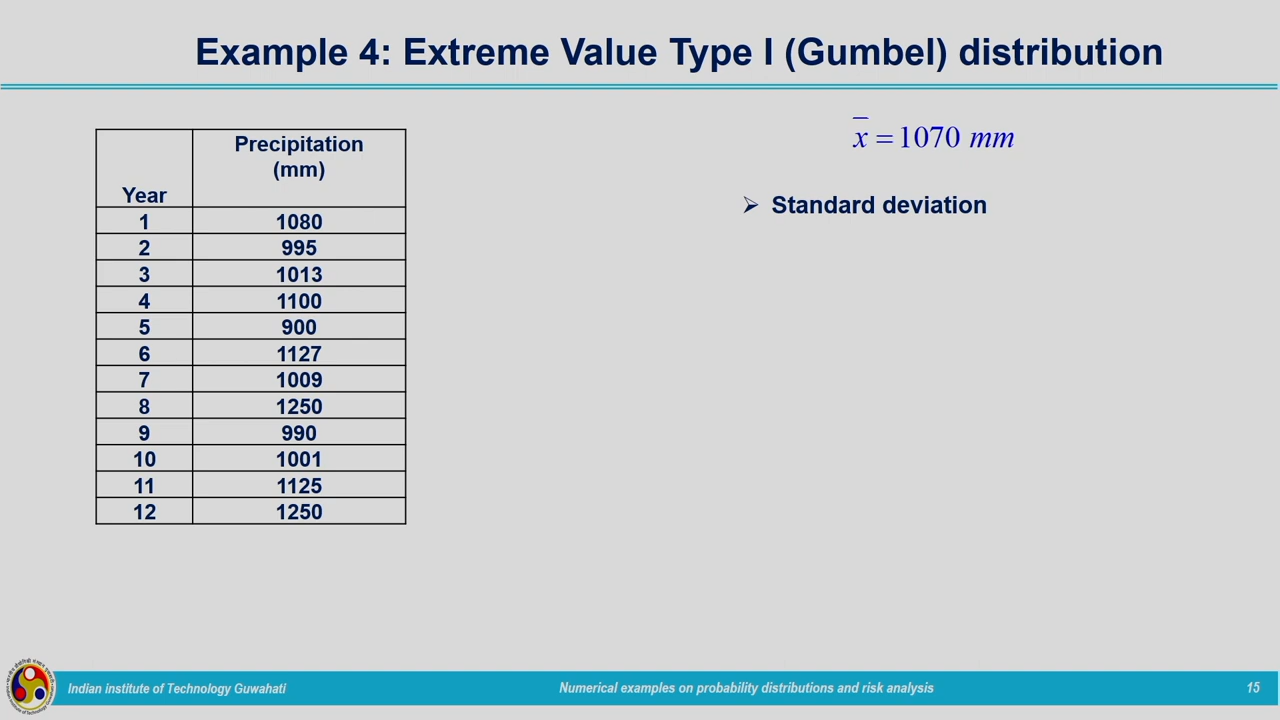 Example 4: Extreme Value Type I (Gumbel) distribution
x̅ = 1070 mm
➢ Standard deviation
Year Precipitation (mm)
1 1080
2 995
3 1013
4 1100
5 900
6 1127
7 1009
8 1250
9 990
10 1001
11 1125
12 1250
Indian institute of Technology Guwahati
Numerical examples on probability distributions and risk analysis
15